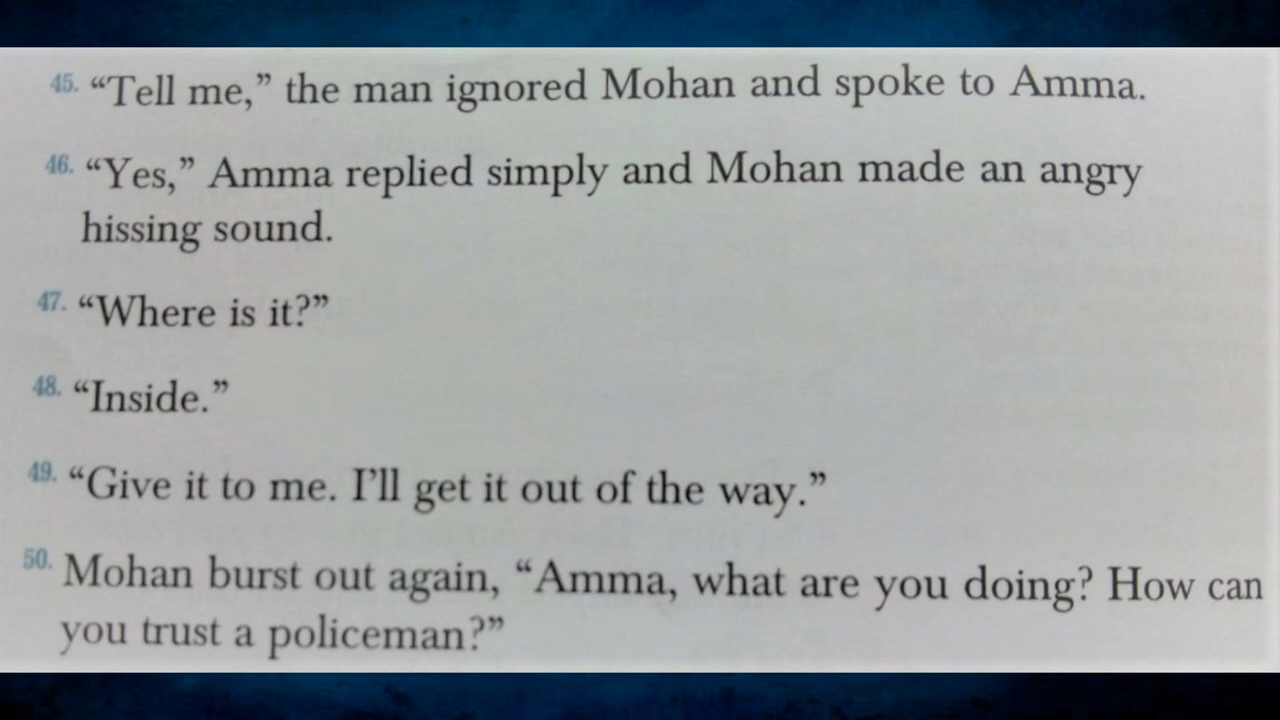 45. “Tell me,” the man ignored Mohan and spoke to Amma.
46. “Yes,” Amma replied simply and Mohan made an angry
hissing sound.
47. “Where is it?”
48. “Inside.”
49. “Give it to me. I’ll get it out of the way.”
50. Mohan burst out again, “Amma, what are you doing? How can
you trust a policeman?”